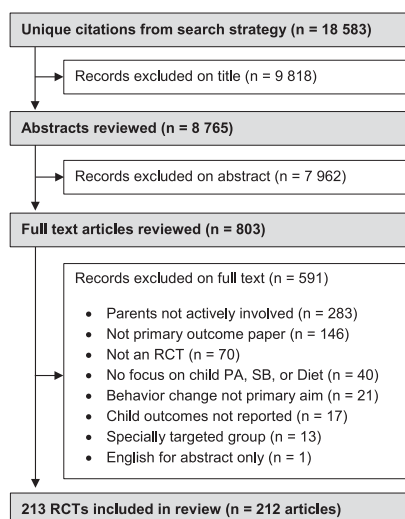 Unique citations from search strategy (n = 18 583)
Records excluded on title (n = 9 818)
Abstracts reviewed (n = 8 765)
Records excluded on abstract (n = 7 962)
Full text articles reviewed (n = 803)
Records excluded on full text (n = 591)
• Parents not actively involved (n = 283)
• Not primary outcome paper (n = 146)
• Not an RCT (n = 70)
• No focus on child PA, SB, or Diet (n = 40)
• Behavior change not primary aim (n = 21)
• Child outcomes not reported (n = 17)
• Specially targeted group (n = 13)
• English for abstract only (n = 1)
213 RCTs included in review (n = 212 articles)